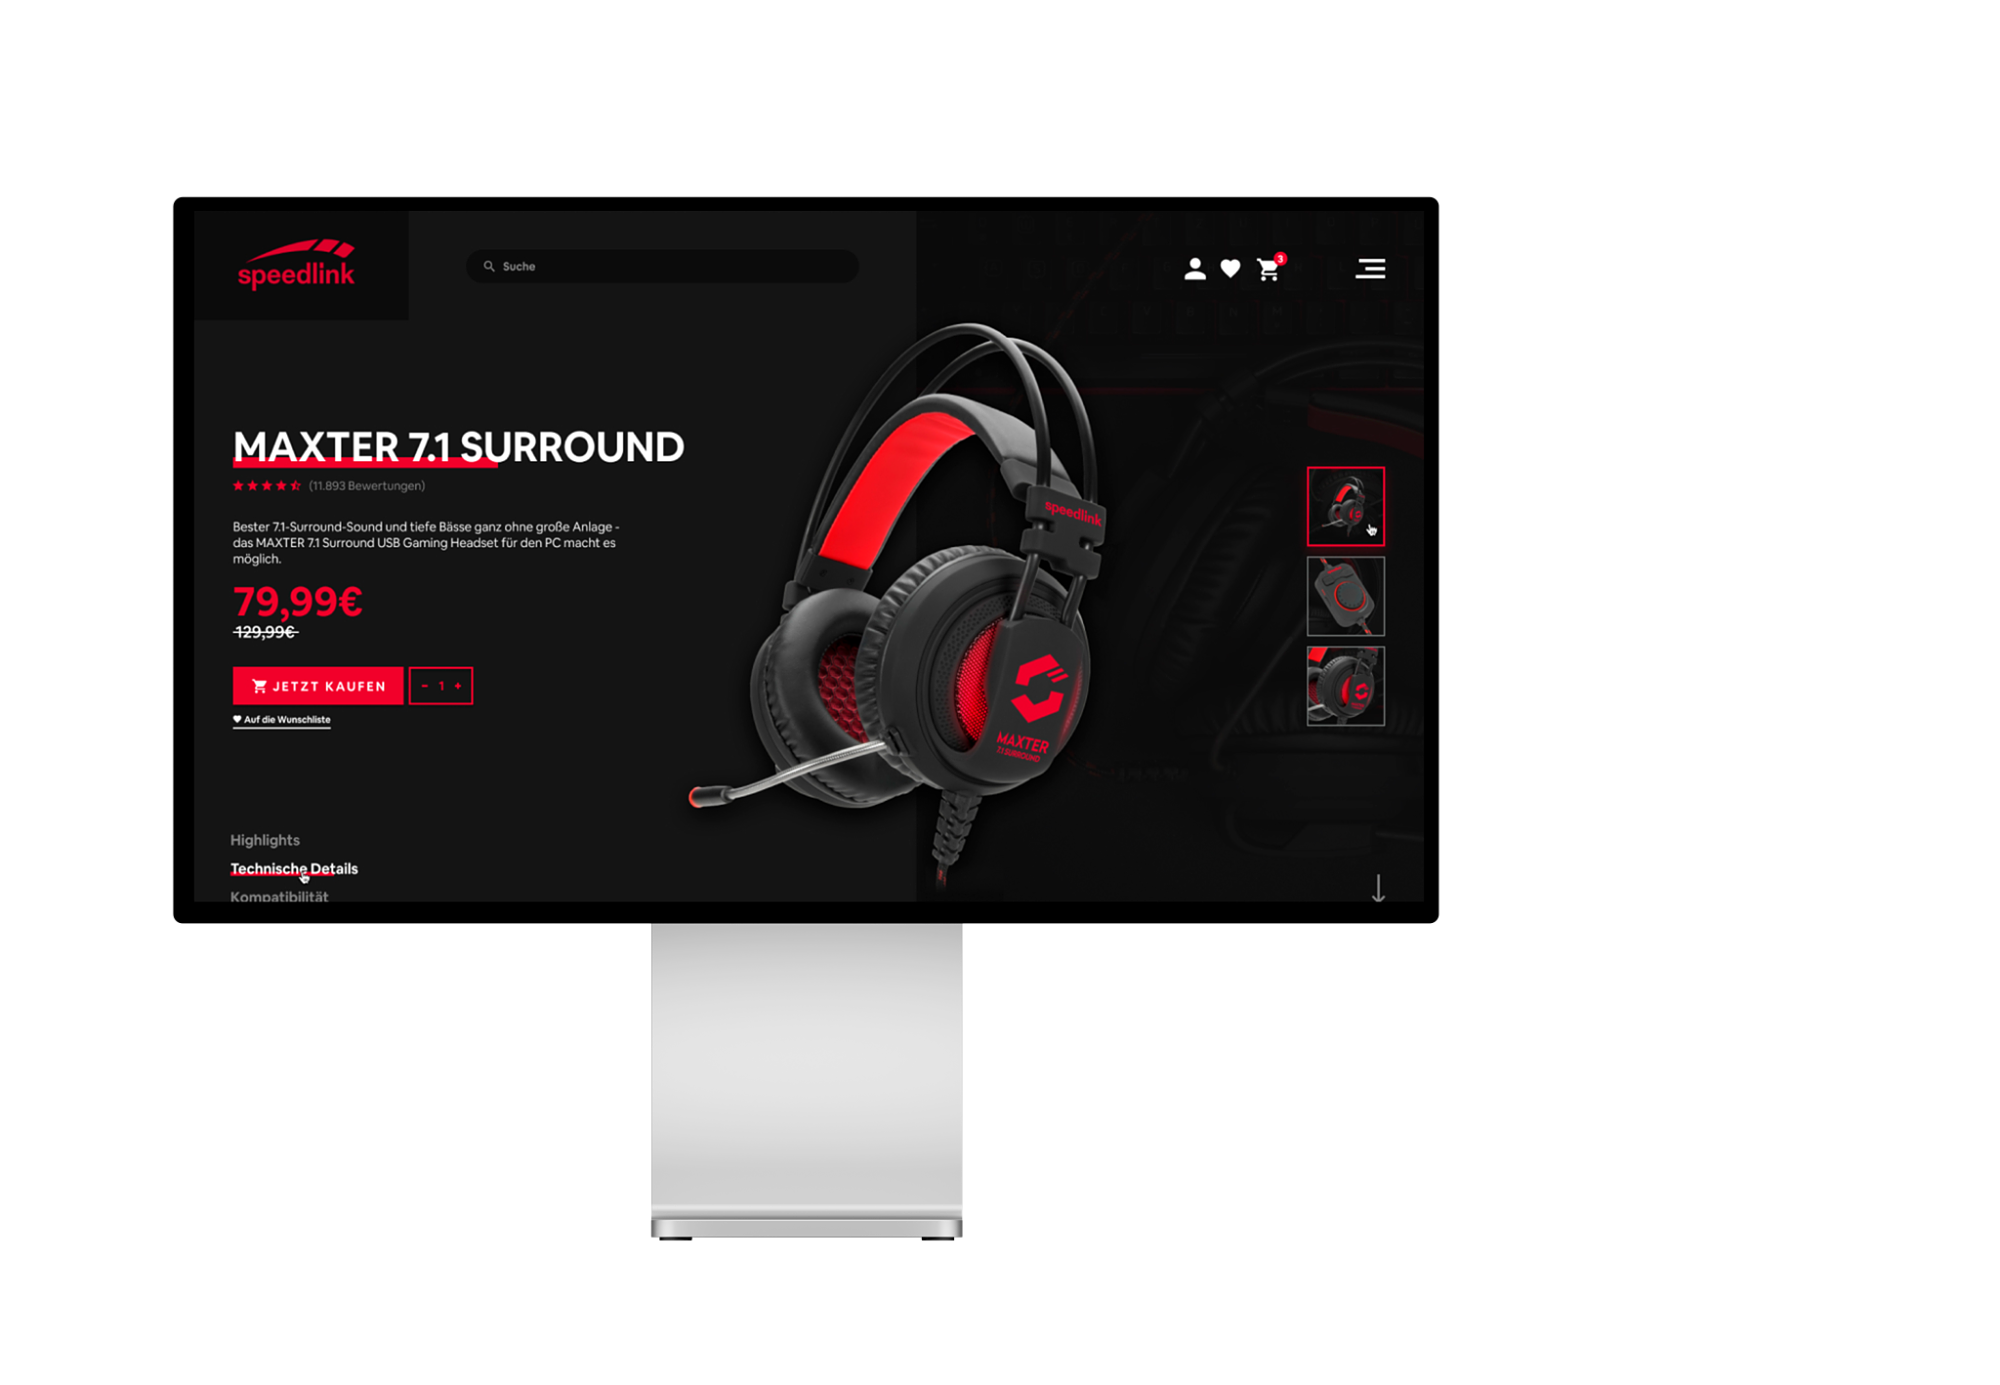 speedlink
Suche
3
MAXTER 7.1 SURROUND
(11.893 Bewertungen)
Bester 7.1-Surround-Sound und tiefe Bässe ganz ohne große Anlage -
das MAXTER 7.1 Surround USB Gaming Headset für den PC macht es
möglich.
79,99€
129,99€
JETZT KAUFEN
- 1 +
Auf die Wunschliste
speedlink
MAXTER
7.1 SURROUND
Highlights
Technische Details
Kompatibilität